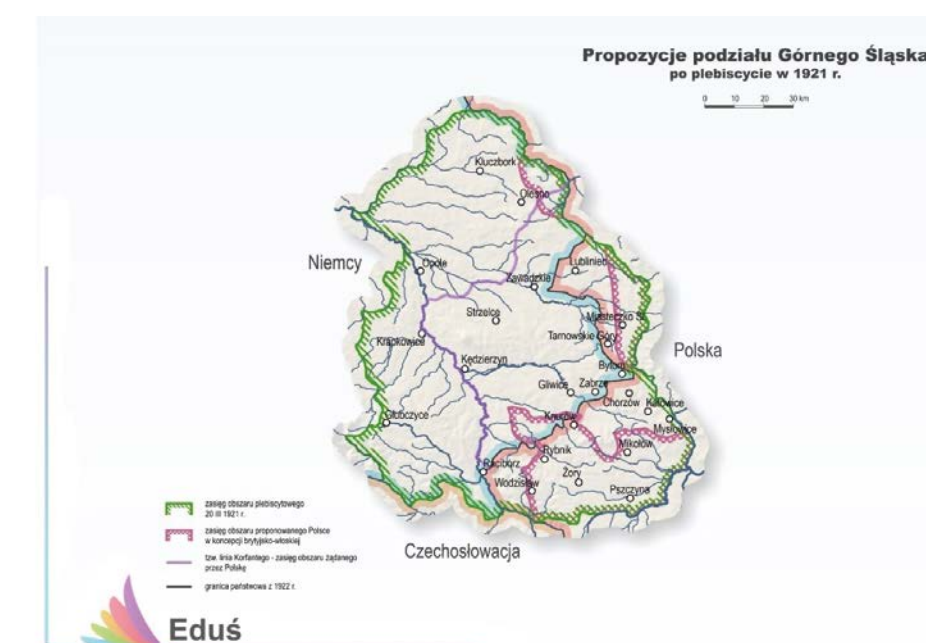 Propozycje podziału Górnego Śląska
po plebiscycie w 1921 r.
0 10 20 30 km
Kluczbork
Olesno
Niemcy
Opole
Lubliniec
Zawadzkie
Strzelce
Miasteczko Śl.
Tarnowskie Góry
Krapkowice
Polska
Kędzierzyn
Bytom
Gliwice
Zabrze
Chorzów
Katowice
Głubczyce
Knurów
Mysłowice
Mikołów
Rybnik
Racibórz
Żory
Wodzisław
Pszczyna
Czechosłowacja
zasięg obszaru plebiscytowego
20 III 1921 r.
zasięg obszaru proponowanego Polsce
w koncepcji brytyjsko-włoskiej
tzw. linia Korfantego - zasięg obszaru żądanego
przez Polskę
granica państwowa z 1922 r.
Eduś